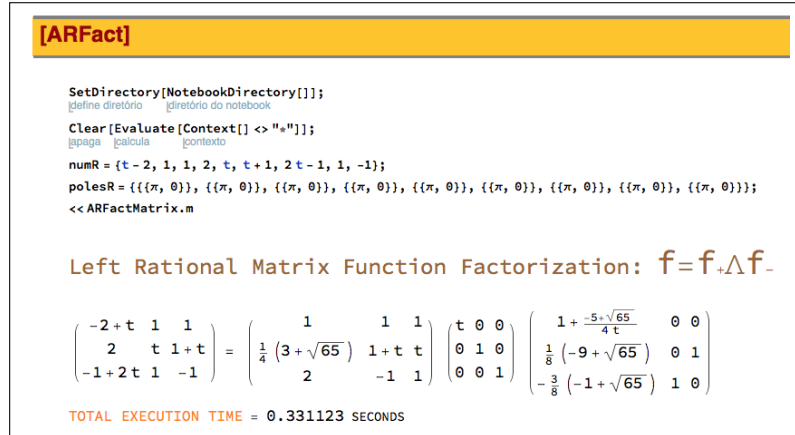 [ARFact]
SetDirectory[NotebookDirectory[]];
define diretório diretório do notebook
Clear[Evaluate[Context[] <> "*"]];
apaga calcula contexto
numR = {t - 2, 1, 1, 2, t, t + 1, 2 t - 1, 1, -1};
polesR = {{{π, 0}}, {{π, 0}}, {{π, 0}}, {{π, 0}}, {{π, 0}}, {{π, 0}}, {{π, 0}}, {{π, 0}}, {{π, 0}}};
<< ARFactMatrix.m
Left Rational Matrix Function Factorization: f=f₊Λf₋
( -2 + t 1 1 ; 2 t 1 + t ; -1 + 2 t 1 -1 ) = ( 1 1 1 ; 1/4 (3 + √65) 1 + t t ; 2 -1 1 ) ( t 0 0 ; 0 1 0 ; 0 0 1 ) ( 1 + (-5+√65)/(4 t) 0 0 ; 1/8 (-9 + √65) 0 1 ; -3/8 (-1 + √65) 1 0 )
TOTAL EXECUTION TIME = 0.331123 SECONDS